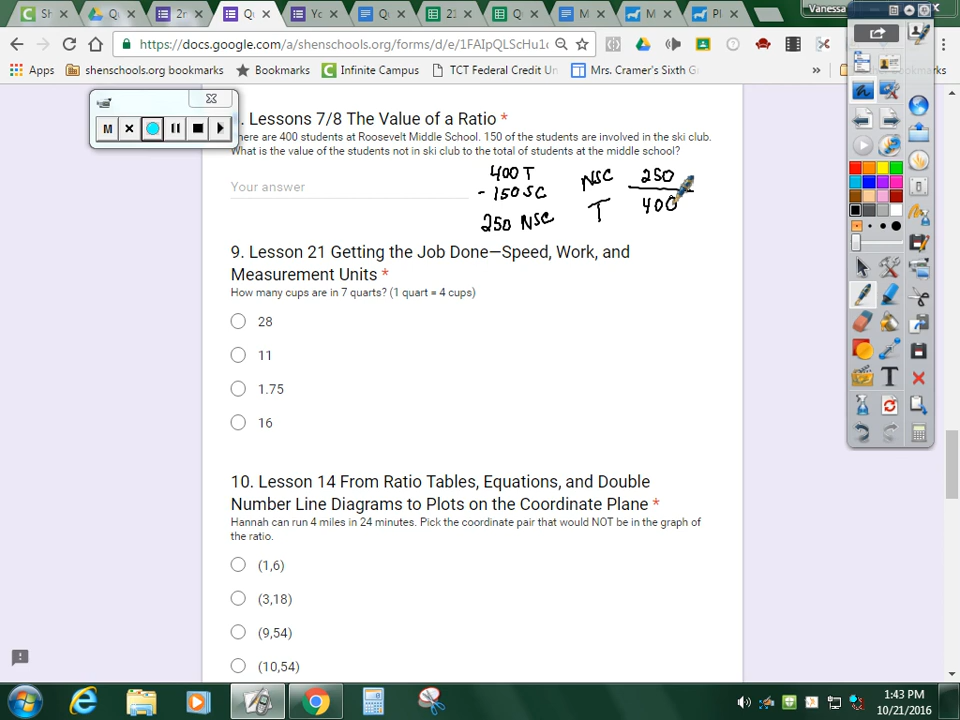 Sh
Qu
2n
Qu
Yo
Qu
21
Q
M
M
Pl
Vanessa
https://docs.google.com/a/shenschools.org/forms/d/e/1FAIpQLScHu1
Apps
shenschools.org bookmarks
Bookmarks
Infinite Campus
TCT Federal Credit Un
Mrs. Cramer's Sixth G
»
M
. Lessons 7/8 The Value of a Ratio *
here are 400 students at Roosevelt Middle School. 150 of the students are involved in the ski club.
What is the value of the students not in ski club to the total of students at the middle school?
Your answer
400 T
- 150 SC
250 NSC
NSC 250
T 400
9. Lesson 21 Getting the Job Done—Speed, Work, and
Measurement Units *
How many cups are in 7 quarts? (1 quart = 4 cups)
28
11
1.75
16
10. Lesson 14 From Ratio Tables, Equations, and Double
Number Line Diagrams to Plots on the Coordinate Plane *
Hannah can run 4 miles in 24 minutes. Pick the coordinate pair that would NOT be in the graph of
the ratio.
(1,6)
(3,18)
(9,54)
(10,54)
T
1:43 PM
10/21/2016